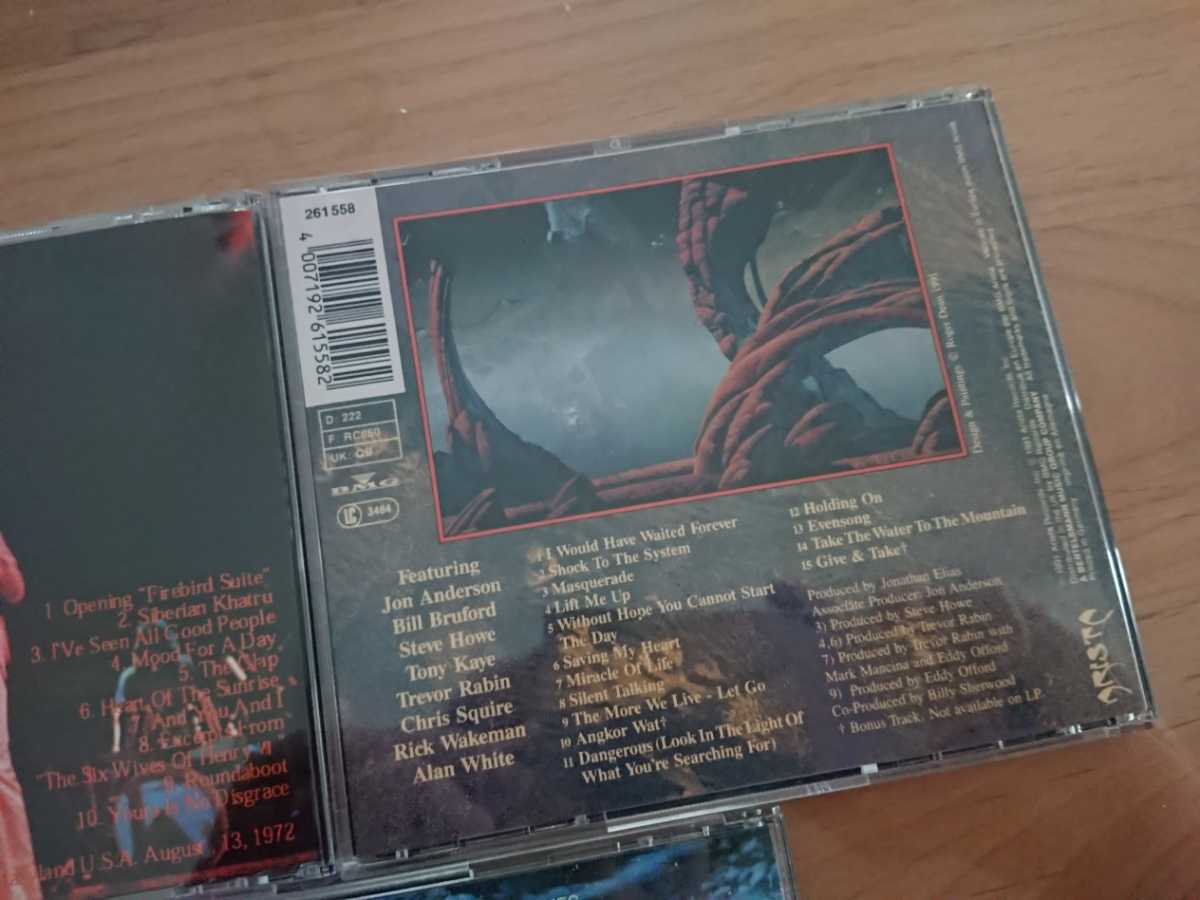 1 Opening "Firebird Suite"
2. Siberian Khatru
3. I'Ve Seen All Good People
4. Mood For A Day
5. The Clap
6. Heart Of The Sunrise
7. And You And I
8. Excerpt From
"The Six Wives Of Henry
9. Roundaboot
10. Yours Is No Disgrace
U.S.A. August, 13, 1972
261 558
4 007192 615582
D: 222
F RC650
UK: CB
BMG
LC 3484
Featuring
Jon Anderson
Bill Bruford
Steve Howe
Tony Kaye
Trevor Rabin
Chris Squire
Rick Wakeman
Alan White
1 I Would Have Waited Forever
2 Shock To The System
3 Masquerade
4 Lift Me Up
5 Without Hope You Cannot Start
The Day
6 Saving My Heart
7 Miracle Of Life
8 Silent Talking
9 The More We Live - Let Go
10 Angkor Wat†
11 Dangerous (Look In The Light Of
What You're Searching For)
12 Holding On
13 Evensong
14 Take The Water To The Mountain
15 Give & Take†
Produced by Jonathan Elias
Associate Producer: Jon Anderson
3) Produced by Steve Howe
4,6) Produced by Trevor Rabin
7) Produced by Trevor Rabin with
Mark Mancina and Eddy Offord
9) Produced by Eddy Offord
Co-Produced by Billy Sherwood
† Bonus Track. Not available on LP
Design & Paintings © Roger Dean 1991
A BERTELSMANN MUSIC GROUP COMPANY
ARISTA